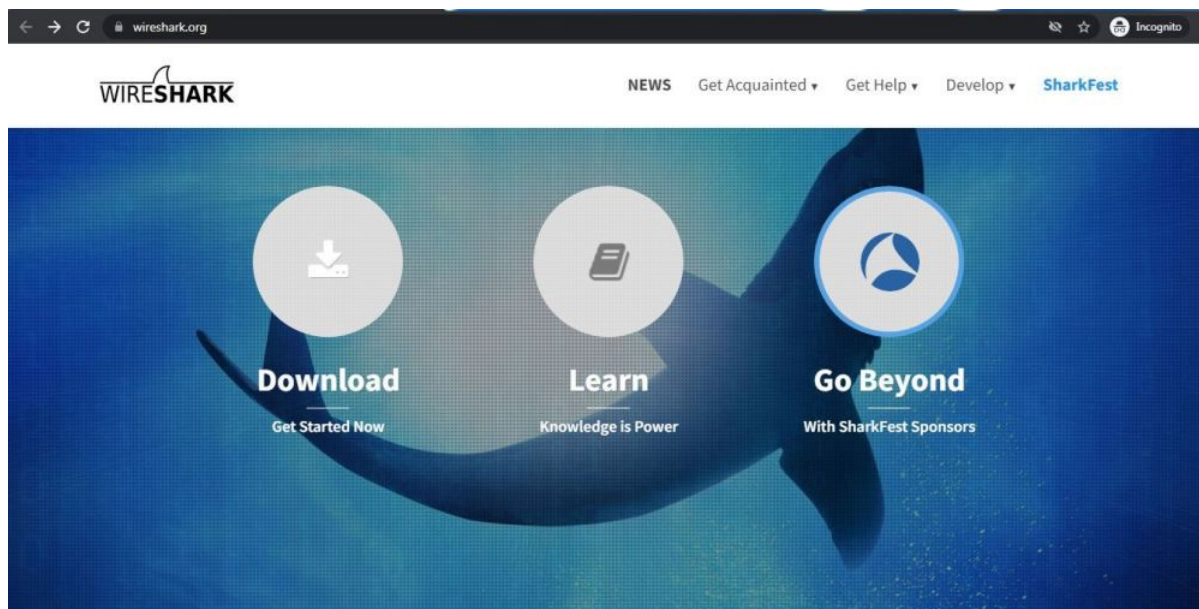 wireshark.org
Incognito
WIRESHARK
NEWS Get Acquainted ▾ Get Help ▾ Develop ▾ SharkFest
Download Learn Go Beyond
Get Started Now Knowledge is Power With SharkFest Sponsors